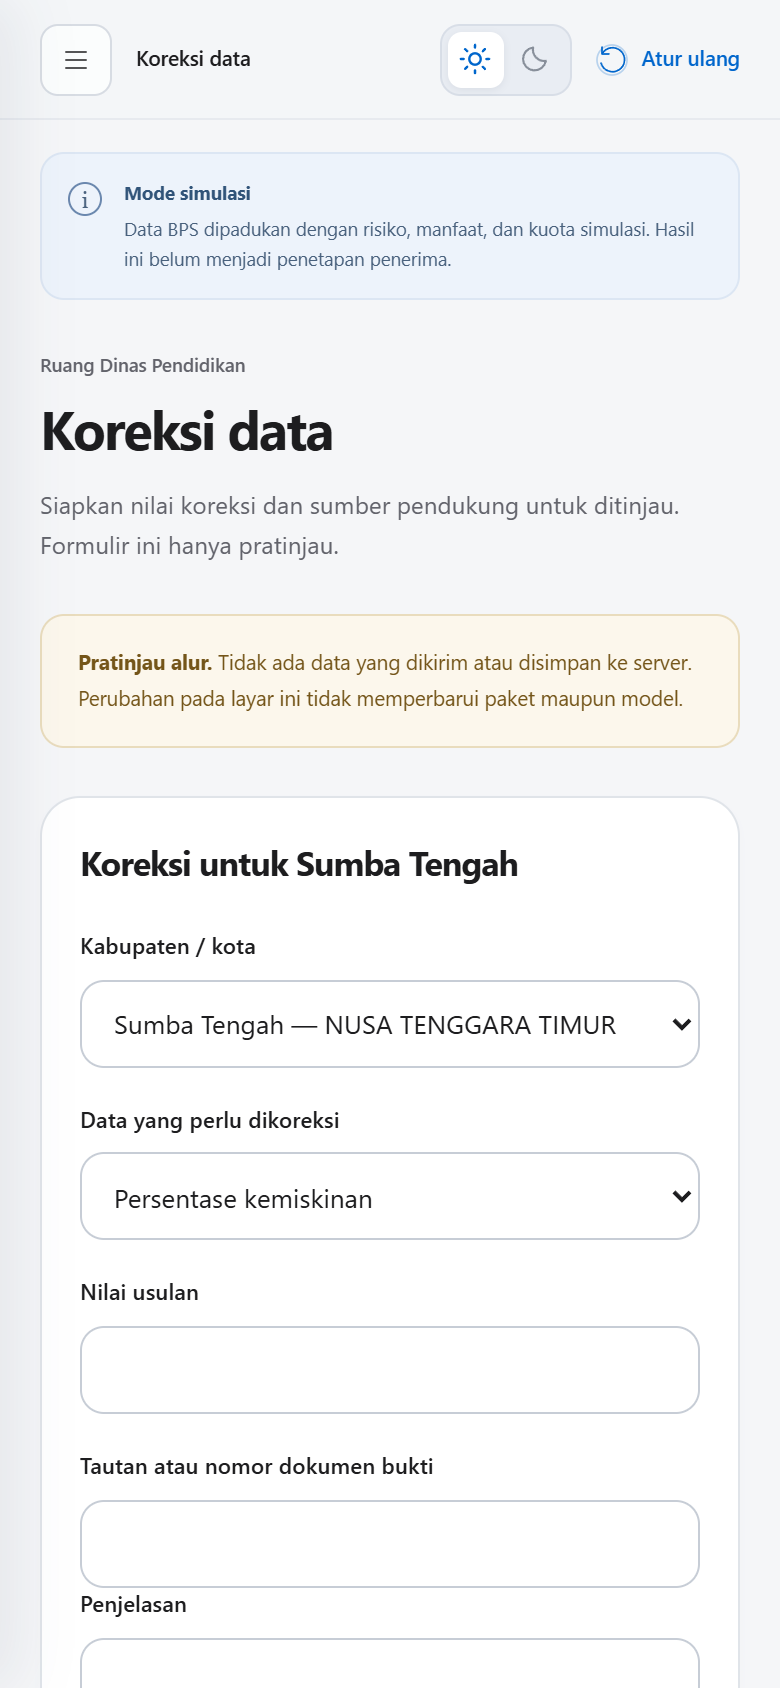 Koreksi data
Atur ulang
Mode simulasi
Data BPS dipadukan dengan risiko, manfaat, dan kuota simulasi. Hasil
ini belum menjadi penetapan penerima.
Ruang Dinas Pendidikan
Koreksi data
Siapkan nilai koreksi dan sumber pendukung untuk ditinjau.
Formulir ini hanya pratinjau.
Pratinjau alur. Tidak ada data yang dikirim atau disimpan ke server.
Perubahan pada layar ini tidak memperbarui paket maupun model.
Koreksi untuk Sumba Tengah
Kabupaten / kota
Sumba Tengah — NUSA TENGGARA TIMUR
Data yang perlu dikoreksi
Persentase kemiskinan
Nilai usulan
Tautan atau nomor dokumen bukti
Penjelasan